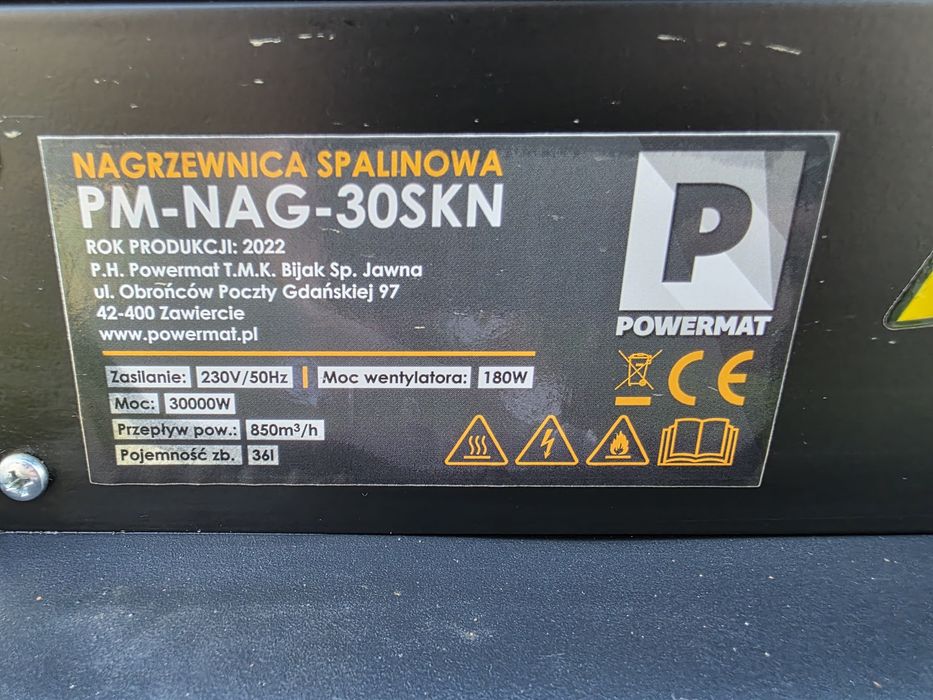 NAGRZEWNICA SPALINOWA
PM-NAG-30SKN
ROK PRODUKCJI: 2022
P.H. Powermat T.M.K. Bijak Sp. Jawna
ul. Obrońców Poczty Gdańskiej 97
42-400 Zawiercie
www.powermat.pl
P
POWERMAT
Zasilanie: 230V/50Hz | Moc wentylatora: 180W
Moc: 30000W
Przepływ pow.: 850m³/h
Pojemność zb. 36l
CE